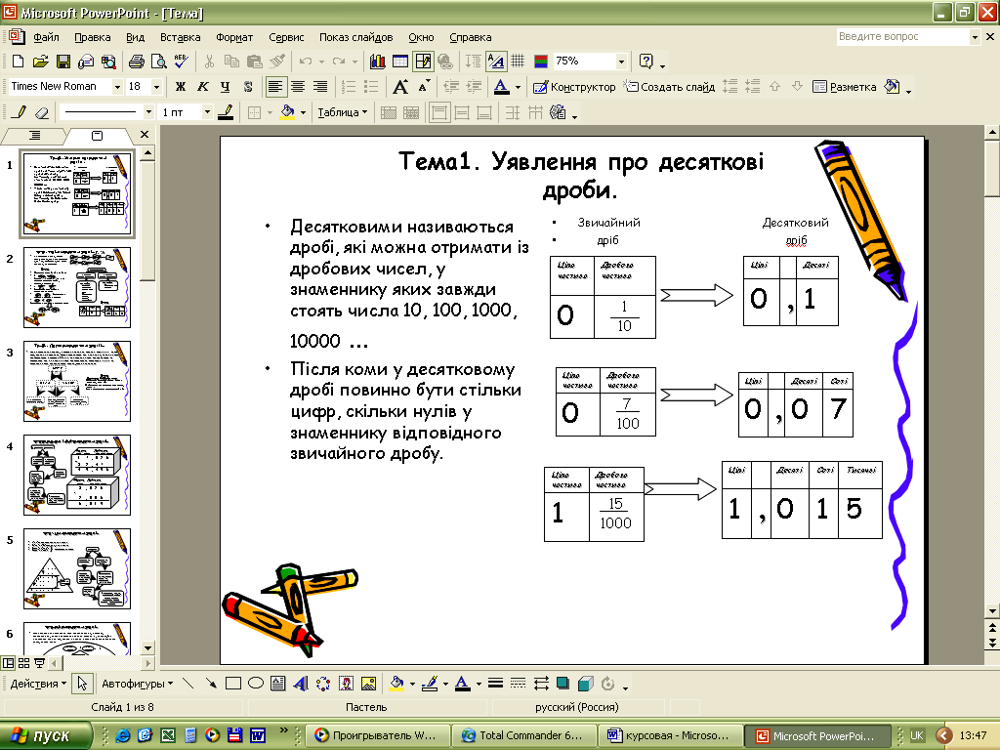 Microsoft PowerPoint - [Тема]
Файл Правка Вид Вставка Формат Сервис Показ слайдов Окно Справка
Введите вопрос
75%
Times New Roman 18 Ж К Ч S Конструктор Создать слайд Разметка
1 пт Таблица
1
2
3
4
5
6
Тема1. Уявлення про десяткові
дроби.
• Десятковими називаються
дробі, які можна отримати із
дробових чисел, у
знаменнику яких завжди
стоять числа 10, 100, 1000,
10000 ...
• Після коми у десятковому
дробі повинно бути стільки
цифр, скільки нулів у
знаменнику відповідного
звичайного дробу.
• Звичайний
• дріб
Десятковий
дріб
Ціла частина Дробова частина
0 1/10
Цілі Десяті
0 , 1
Ціла частина Дробова частина
0 7/100
Цілі Десяті Соті
0 , 0 7
Ціла частина Дробова частина
1 15/1000
Цілі Десяті Соті Тисячні
1 , 0 1 5
Действия Автофигуры
Слайд 1 из 8 Пастель русский (Россия)
пуск
Проигрыватель W...
Total Commander 6...
курсовая - Microso...
Microsoft PowerPoi...
UK
13:47